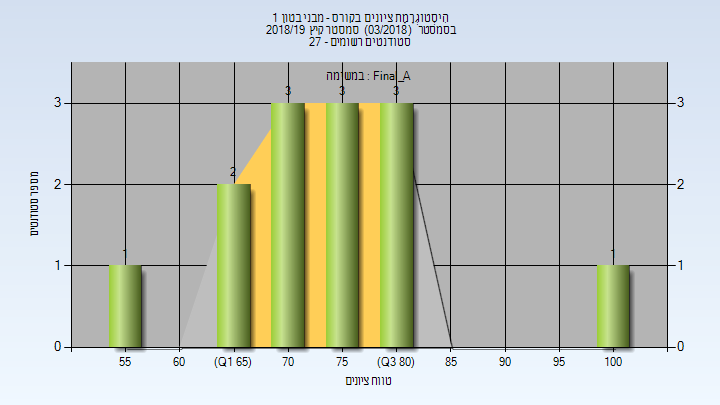 הִיסְטוגְרָמַת ציונים בקורס - מבני בטון 1
בסמסטר (03/2018) סמסטר קיץ 2018/19
סטודנטים רשומים - 27
במשימה : Final_A
מספר סטודנטים
3
2
1
0
3
2
1
0
1
2
3
3
3
1
55
60
(Q1 65)
70
75
(Q3 80)
85
90
95
100
טווח ציונים